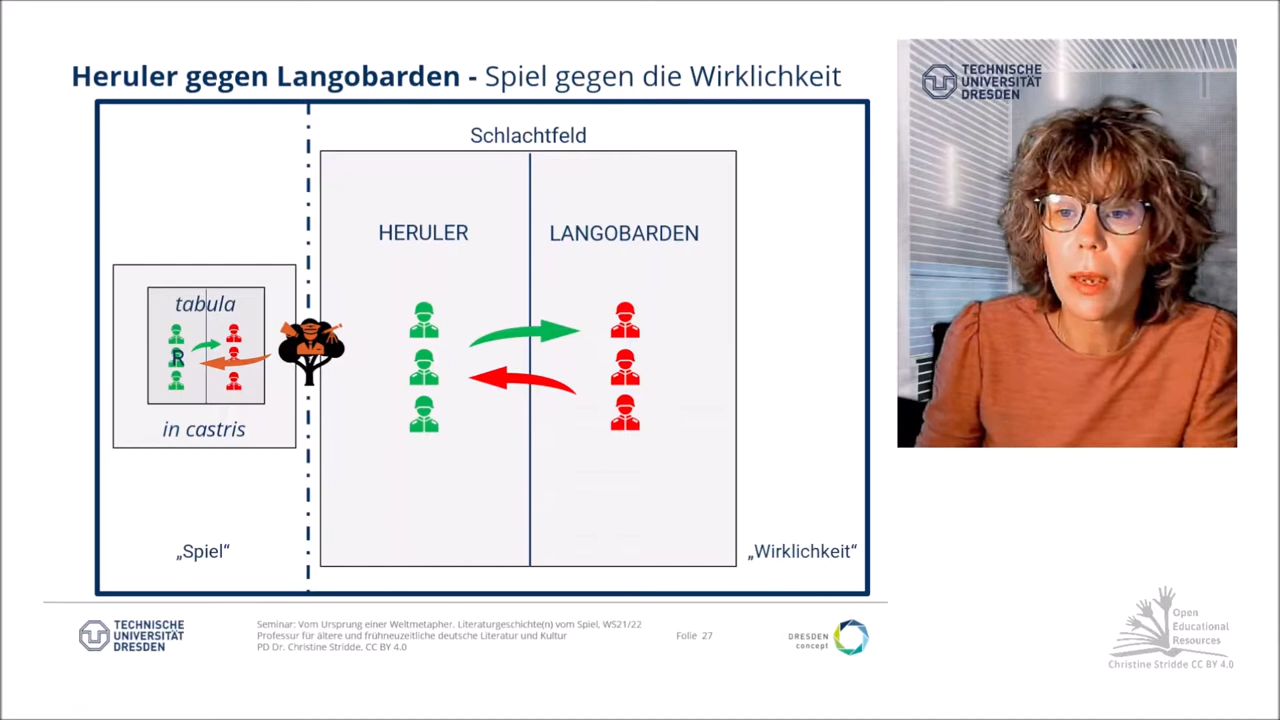 Heruler gegen Langobarden - Spiel gegen die Wirklichkeit
Schlachtfeld
HERULER
LANGOBARDEN
tabula
R
in castris
„Spiel“
„Wirklichkeit“
TECHNISCHE
UNIVERSITÄT
DRESDEN
Seminar: Vom Ursprung einer Weltmetapher. Literaturgeschichte(n) vom Spiel, WS21/22
Professur für ältere und frühneuzeitliche deutsche Literatur und Kultur
PD Dr. Christine Stridde. CC BY 4.0
Folie 27
DRESDEN
concept
TECHNISCHE
UNIVERSITÄT
DRESDEN
Open
Educational
Resources
Christine Stridde CC BY 4.0